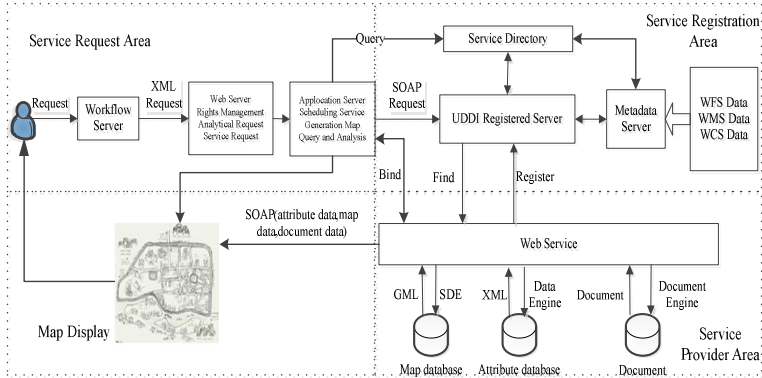 Service Request Area
Service Registration
Area
Query
Service Directory
Request
Workflow
Server
XML
Request
Web Server
Rights Management
Analytical Request
Service Request
Applocation Server
Scheduling Service
Generation Map
Query and Analysis
SOAP
Request
UDDI Registered Server
Metadata
Server
WFS Data
WMS Data
WCS Data
Bind
Find
Register
SOAP(attribute data,map
data,document data)
Web Service
GML
SDE
XML
Data
Engine
Document
Document
Engine
Map Display
Map database
Attribute database
Document
Service
Provider Area